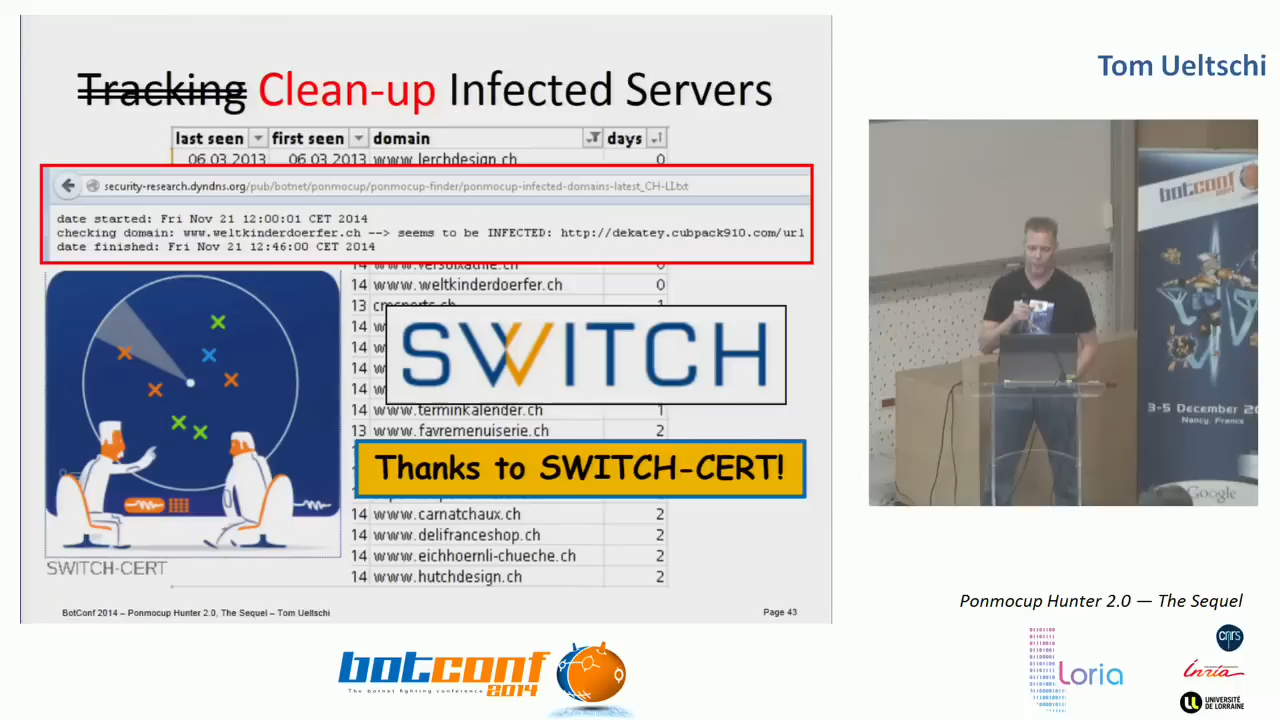 Tracking Clean-up Infected Servers
last seen first seen domain days
06.03.2013 06.03.2013 www.lerchdesign.ch 0
security-research.dyndns.org/pub/botnet/ponmocup/ponmocup-finder/ponmocup-infected-domains-latest_CH-LI.txt
date started: Fri Nov 21 12:00:01 CET 2014
checking domain: www.weltkinderdoerfer.ch --> seems to be INFECTED: http://dekatey.cubpack910.com/url
date finished: Fri Nov 21 12:46:00 CET 2014
14 0
14 www.weltkinderdoerfer.ch 0
13 1
14
14
14
14
14 www.terminkalender.ch 1
13 www.favremenuiserie.ch 2
SWITCH
Thanks to SWITCH-CERT!
14 www.carnatchaux.ch 2
14 www.delifranceshop.ch 2
14 www.eichhoernli-chueche.ch 2
14 www.hutchdesign.ch 2
SWITCH-CERT
BotConf 2014 – Ponmocup Hunter 2.0, The Sequel – Tom Ueltschi
Page 43
Tom Ueltschi
botconf
3-5 December 20
Nancy, France
Google
Ponmocup Hunter 2.0 — The Sequel
botconf
The botnet fighting conference
2014
Loria
cnrs
Inria
UNIVERSITÉ
DE LORRAINE